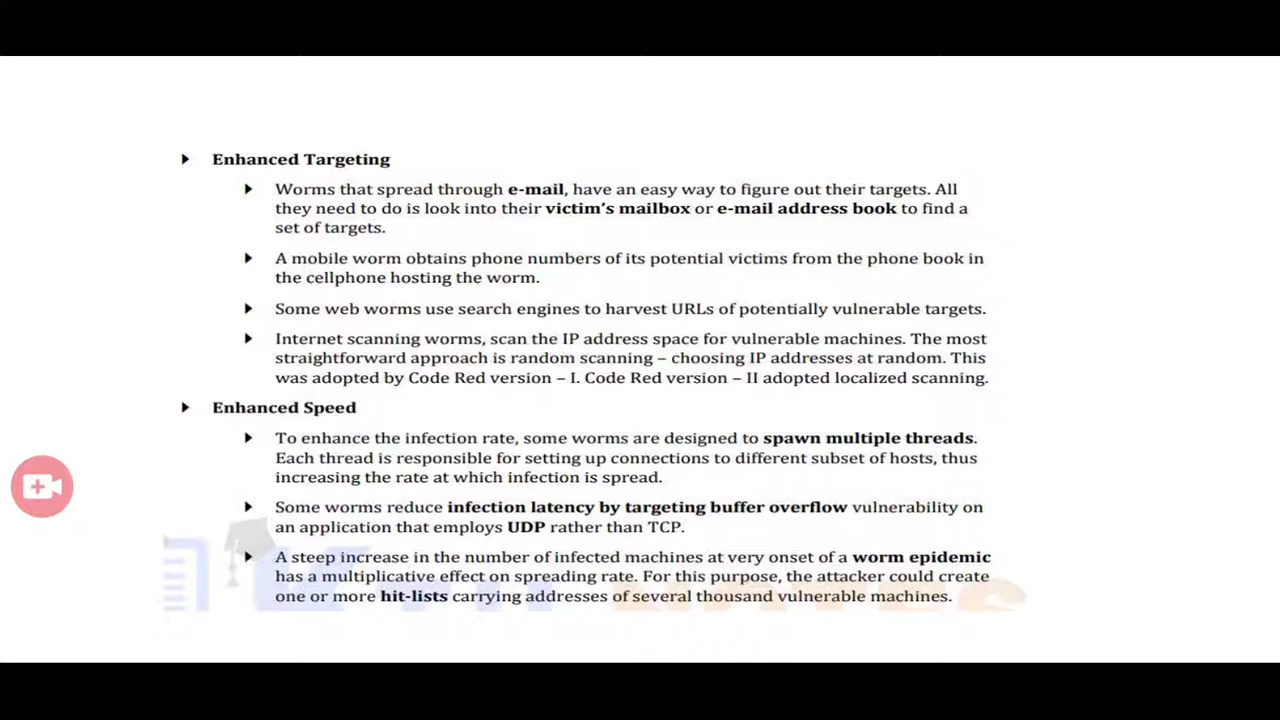 Enhanced Targeting
Worms that spread through e-mail, have an easy way to figure out their targets. All
they need to do is look into their victim's mailbox or e-mail address book to find a
set of targets.
A mobile worm obtains phone numbers of its potential victims from the phone book in
the cellphone hosting the worm.
Some web worms use search engines to harvest URLs of potentially vulnerable targets.
Internet scanning worms, scan the IP address space for vulnerable machines. The most
straightforward approach is random scanning – choosing IP addresses at random. This
was adopted by Code Red version – I. Code Red version – II adopted localized scanning.
Enhanced Speed
To enhance the infection rate, some worms are designed to spawn multiple threads.
Each thread is responsible for setting up connections to different subset of hosts, thus
increasing the rate at which infection is spread.
Some worms reduce infection latency by targeting buffer overflow vulnerability on
an application that employs UDP rather than TCP.
A steep increase in the number of infected machines at very onset of a worm epidemic
has a multiplicative effect on spreading rate. For this purpose, the attacker could create
one or more hit-lists carrying addresses of several thousand vulnerable machines.